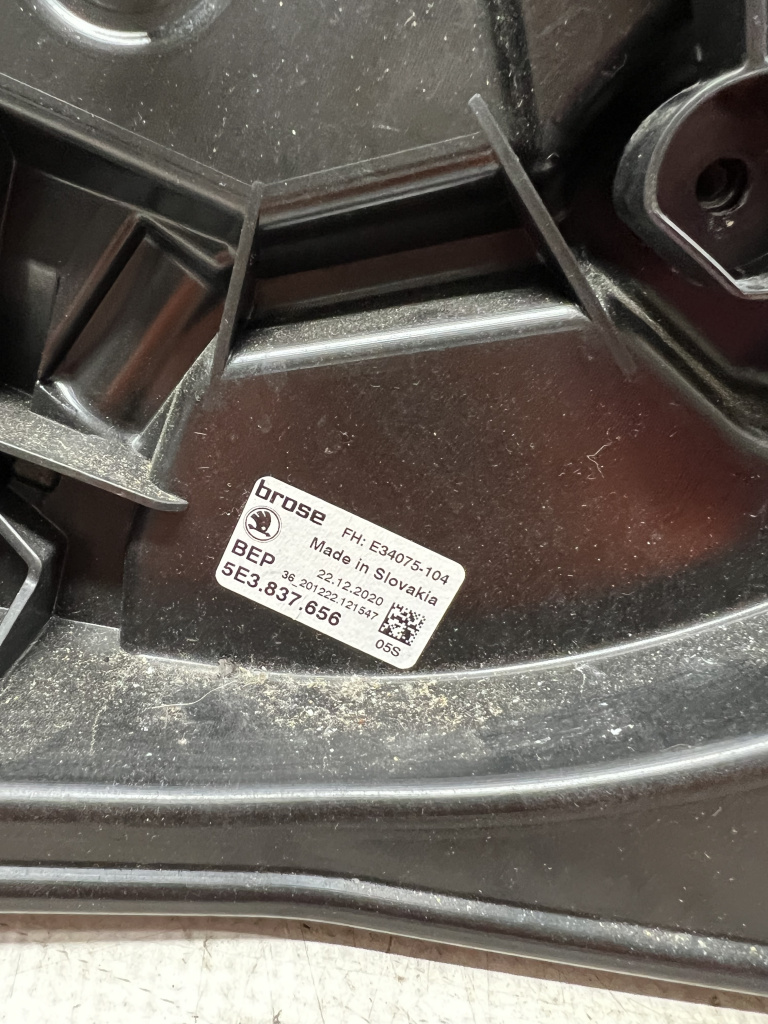 brose
FH: E34075-104
Made in Slovakia
BEP
22.12.2020
36_201222.121547
5E3.837.656
05S